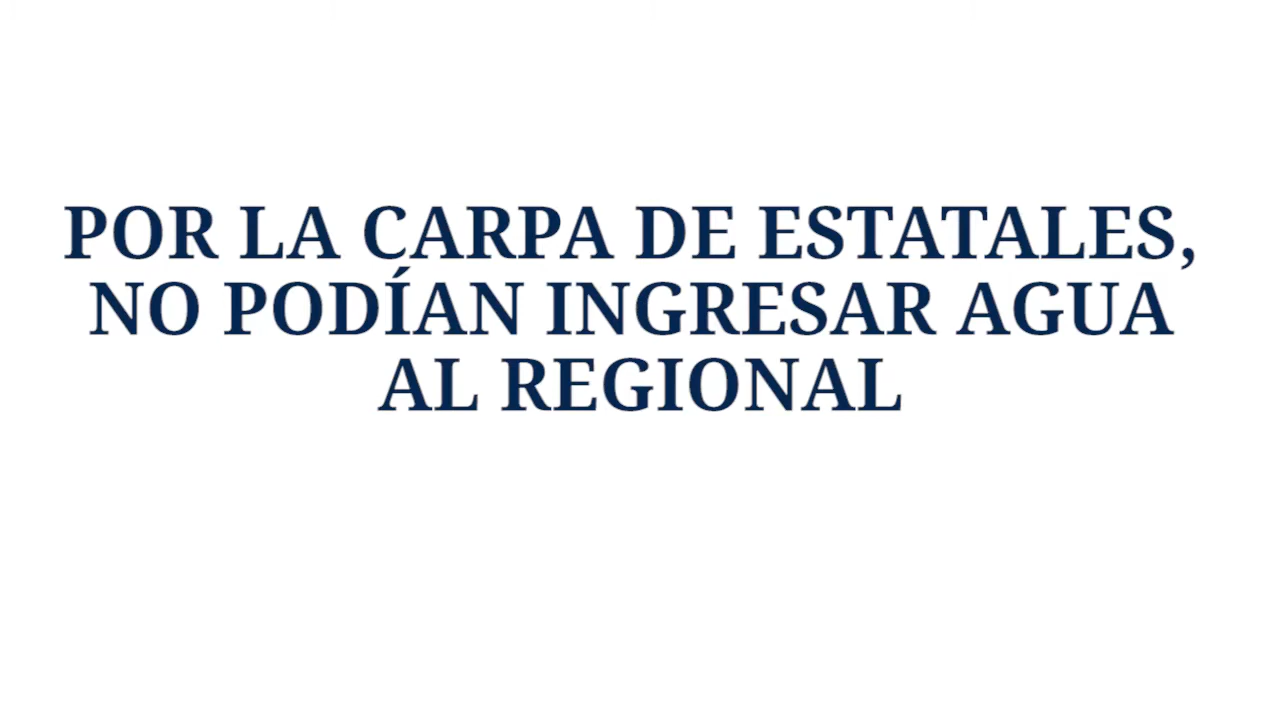 POR LA CARPA DE ESTATALES,
NO PODÍAN INGRESAR AGUA
AL REGIONAL